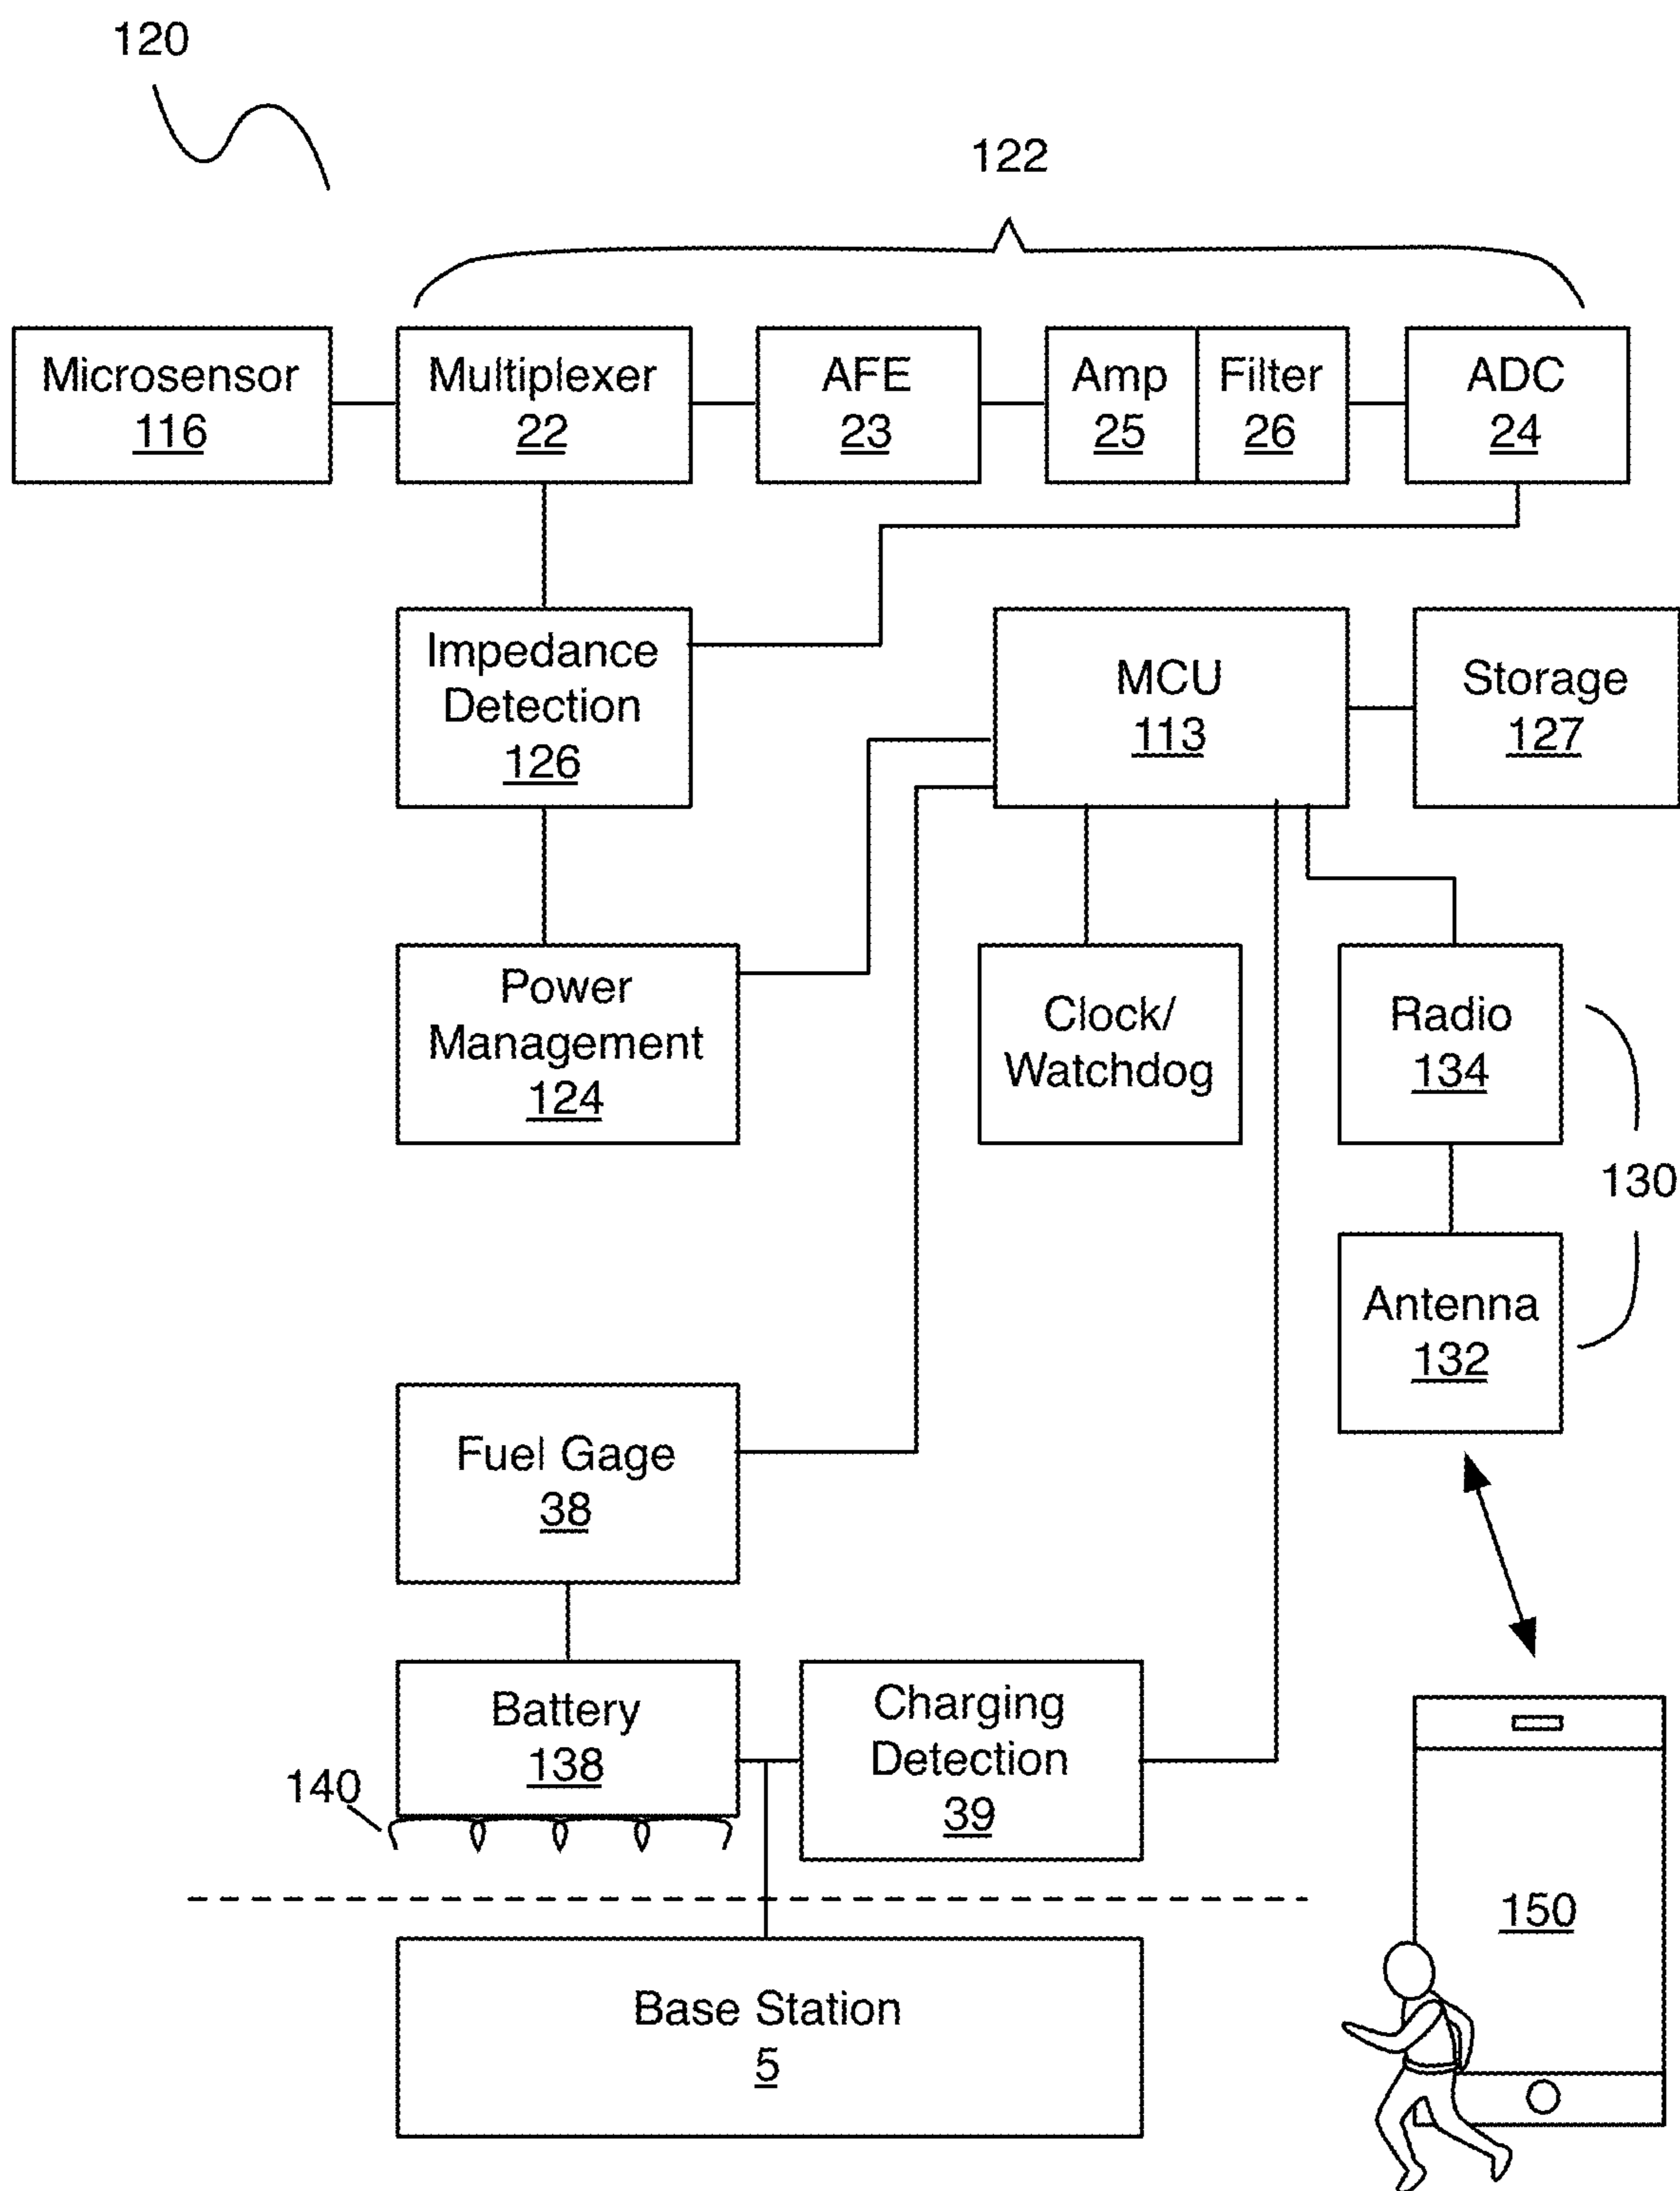 120
122
Microsensor
116
Multiplexer
22
AFE
23
Amp
25
Filter
26
ADC
24
Impedance
Detection
126
MCU
113
Storage
127
Power
Management
124
Clock/
Watchdog
Radio
134
130
Antenna
132
Fuel Gage
38
Battery
138
Charging
Detection
39
140
150
Base Station
5